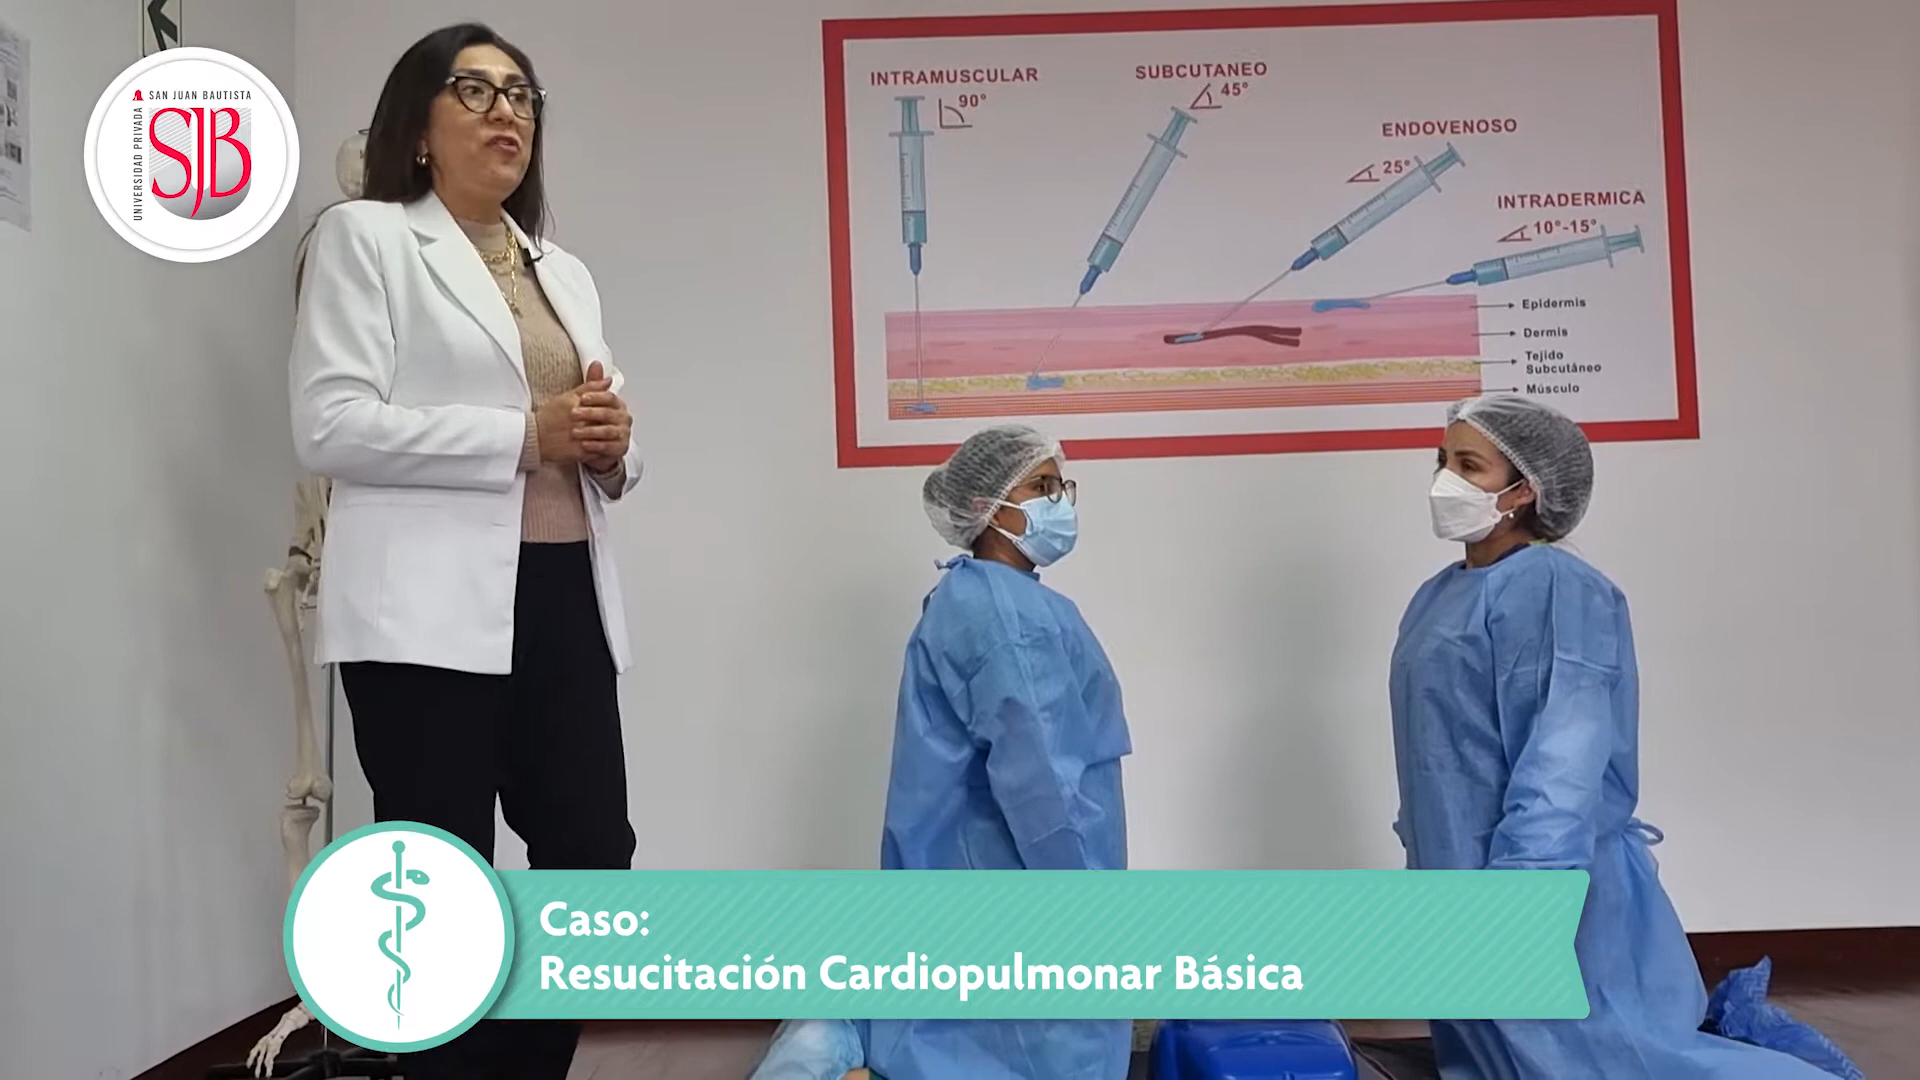 SAN JUAN BAUTISTA
UNIVERSIDAD PRIVADA
SJB
INTRAMUSCULAR
90°
SUBCUTANEO
45°
ENDOVENOSO
25°
INTRADERMICA
10°-15°
Epidermis
Dermis
Tejido
Subcutáneo
Músculo
Caso:
Resucitación Cardiopulmonar Básica